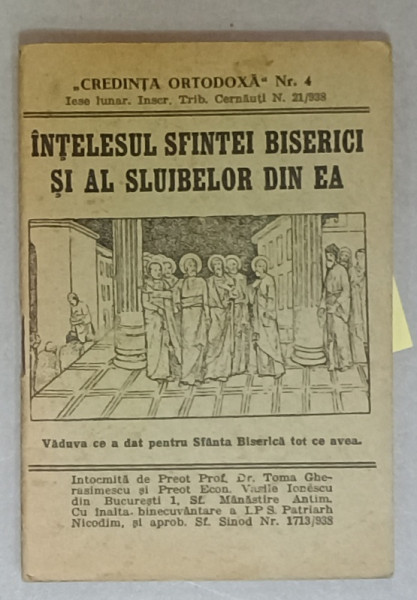 „CREDINȚA ORTODOXĂ“ Nr. 4
Iese lunar. Inscr. Trib. Cernăuți N. 21/938
ÎNȚELESUL SFINTEI BISERICI
ȘI AL SLUJBELOR DIN EA
Văduva ce a dat pentru Sfânta Biserică tot ce avea.
Intocmită de Preot Prof. Dr. Toma Ghe-
rasimescu și Preot Econ. Vasile Ionescu
din București 1, Sf. Mănăstire Antim.
Cu înalta binecuvântare a I.P S. Patriarh
Nicodim, și aprob. Sf. Sinod Nr. 1713/938